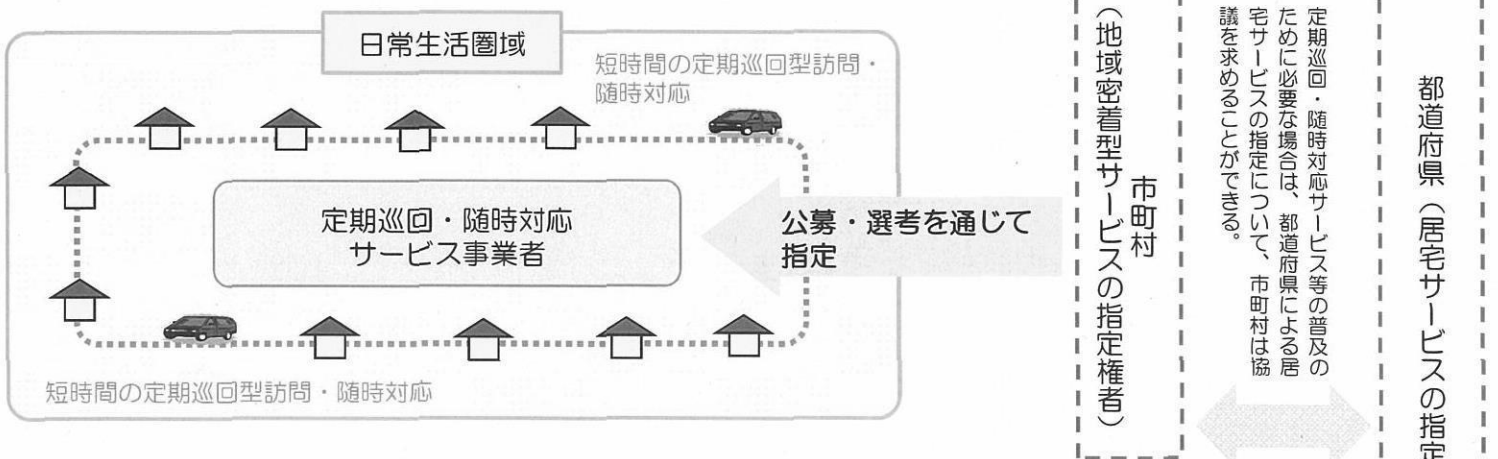 日常生活圏域
短時間の定期巡回型訪問・
随時対応
定期巡回・随時対応
サービス事業者
公募・選考を通じて
指定
短時間の定期巡回型訪問・随時対応
市町村
（地域密着型サービスの指定権者）
定期巡回・随時対応サービス等の普及の
ために必要な場合は、都道府県による居
宅サービスの指定について、市町村は協
議を求めることができる。
都道府県（居宅サービスの指定